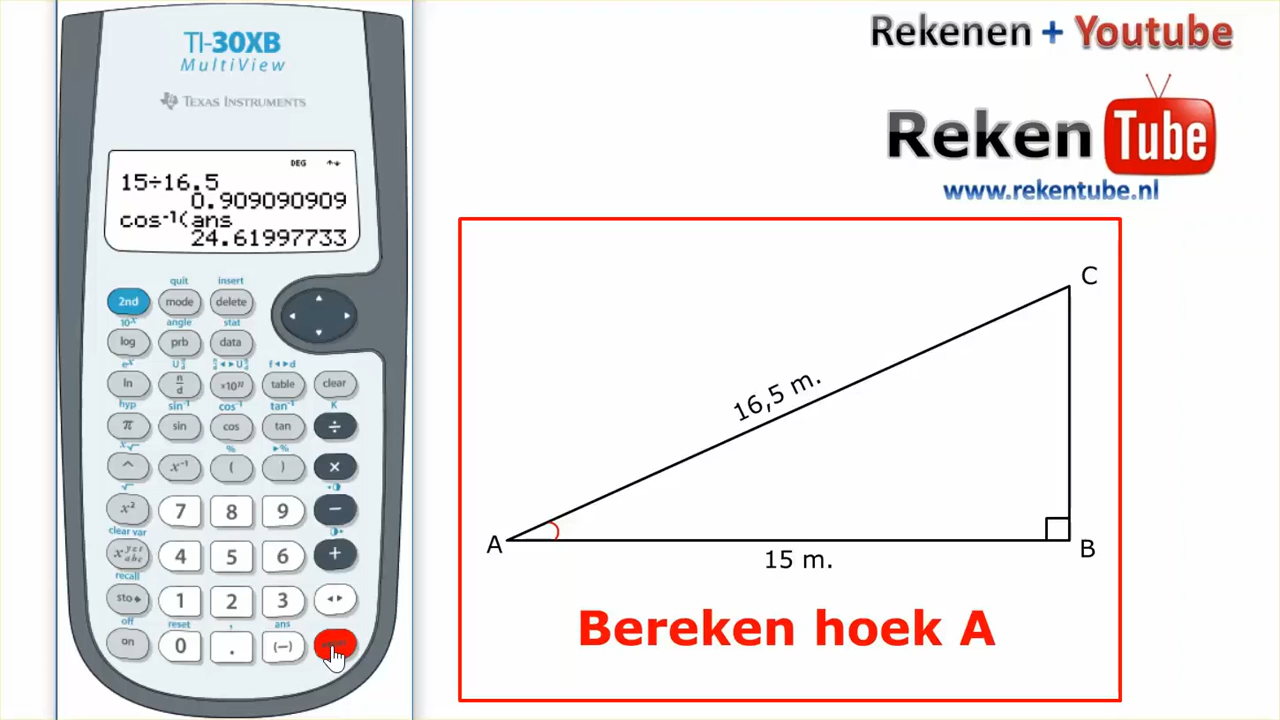 TI-30XB
MultiView
TEXAS INSTRUMENTS
DEG
15÷16.5
0.909090909
cos⁻¹(ans
24.61997733
quit insert
2nd mode delete
10ˣ angle stat
log prb data
eˣ f◄►d
ln n/d ×10ⁿ table clear
hyp sin⁻¹ cos⁻¹ tan⁻¹ K
π sin cos tan ÷
ˣ√ % ►%
^ x⁻¹ ( ) ×
√
x² 7 8 9 −
clear var
x yzt abc 4 5 6 +
recall
sto► 1 2 3 ◄►
off reset , ans
on 0 . (−)
Rekenen + Youtube
Reken Tube
www.rekentube.nl
C
16,5 m.
A
B
15 m.
Bereken hoek A